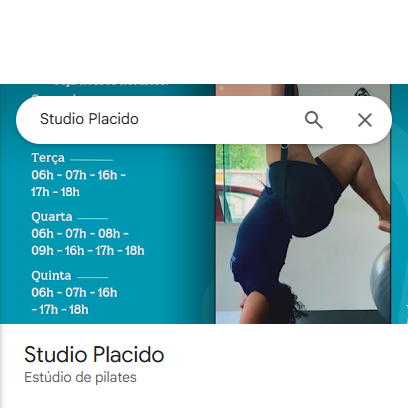 Studio Placido
Terça
06h - 07h - 16h -
17h - 18h
Quarta
06h - 07h - 08h -
09h - 16h - 17h - 18h
Quinta
06h - 07h - 16h
- 17h - 18h
Studio Placido
Estúdio de pilates